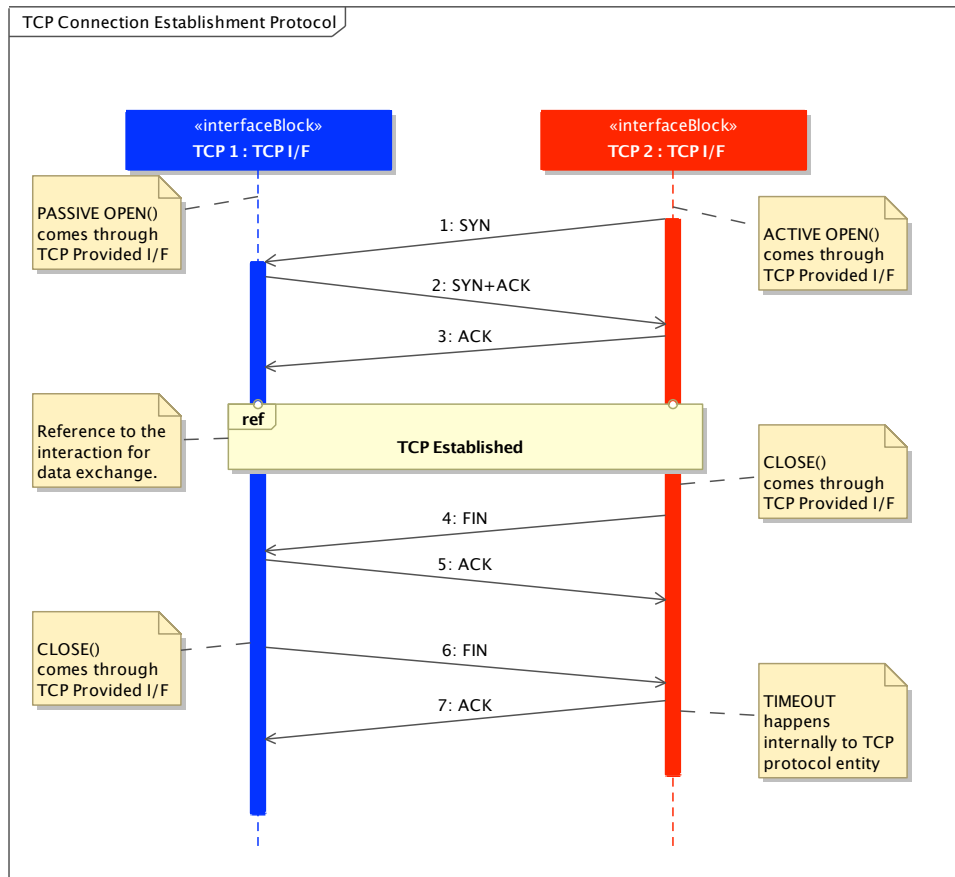 TCP Connection Establishment Protocol
«interfaceBlock»
TCP 1 : TCP I/F
«interfaceBlock»
TCP 2 : TCP I/F
PASSIVE OPEN()
comes through
TCP Provided I/F
ACTIVE OPEN()
comes through
TCP Provided I/F
1: SYN
2: SYN+ACK
3: ACK
ref
TCP Established
Reference to the
interaction for
data exchange.
CLOSE()
comes through
TCP Provided I/F
4: FIN
5: ACK
CLOSE()
comes through
TCP Provided I/F
6: FIN
7: ACK
TIMEOUT
happens
internally to TCP
protocol entity